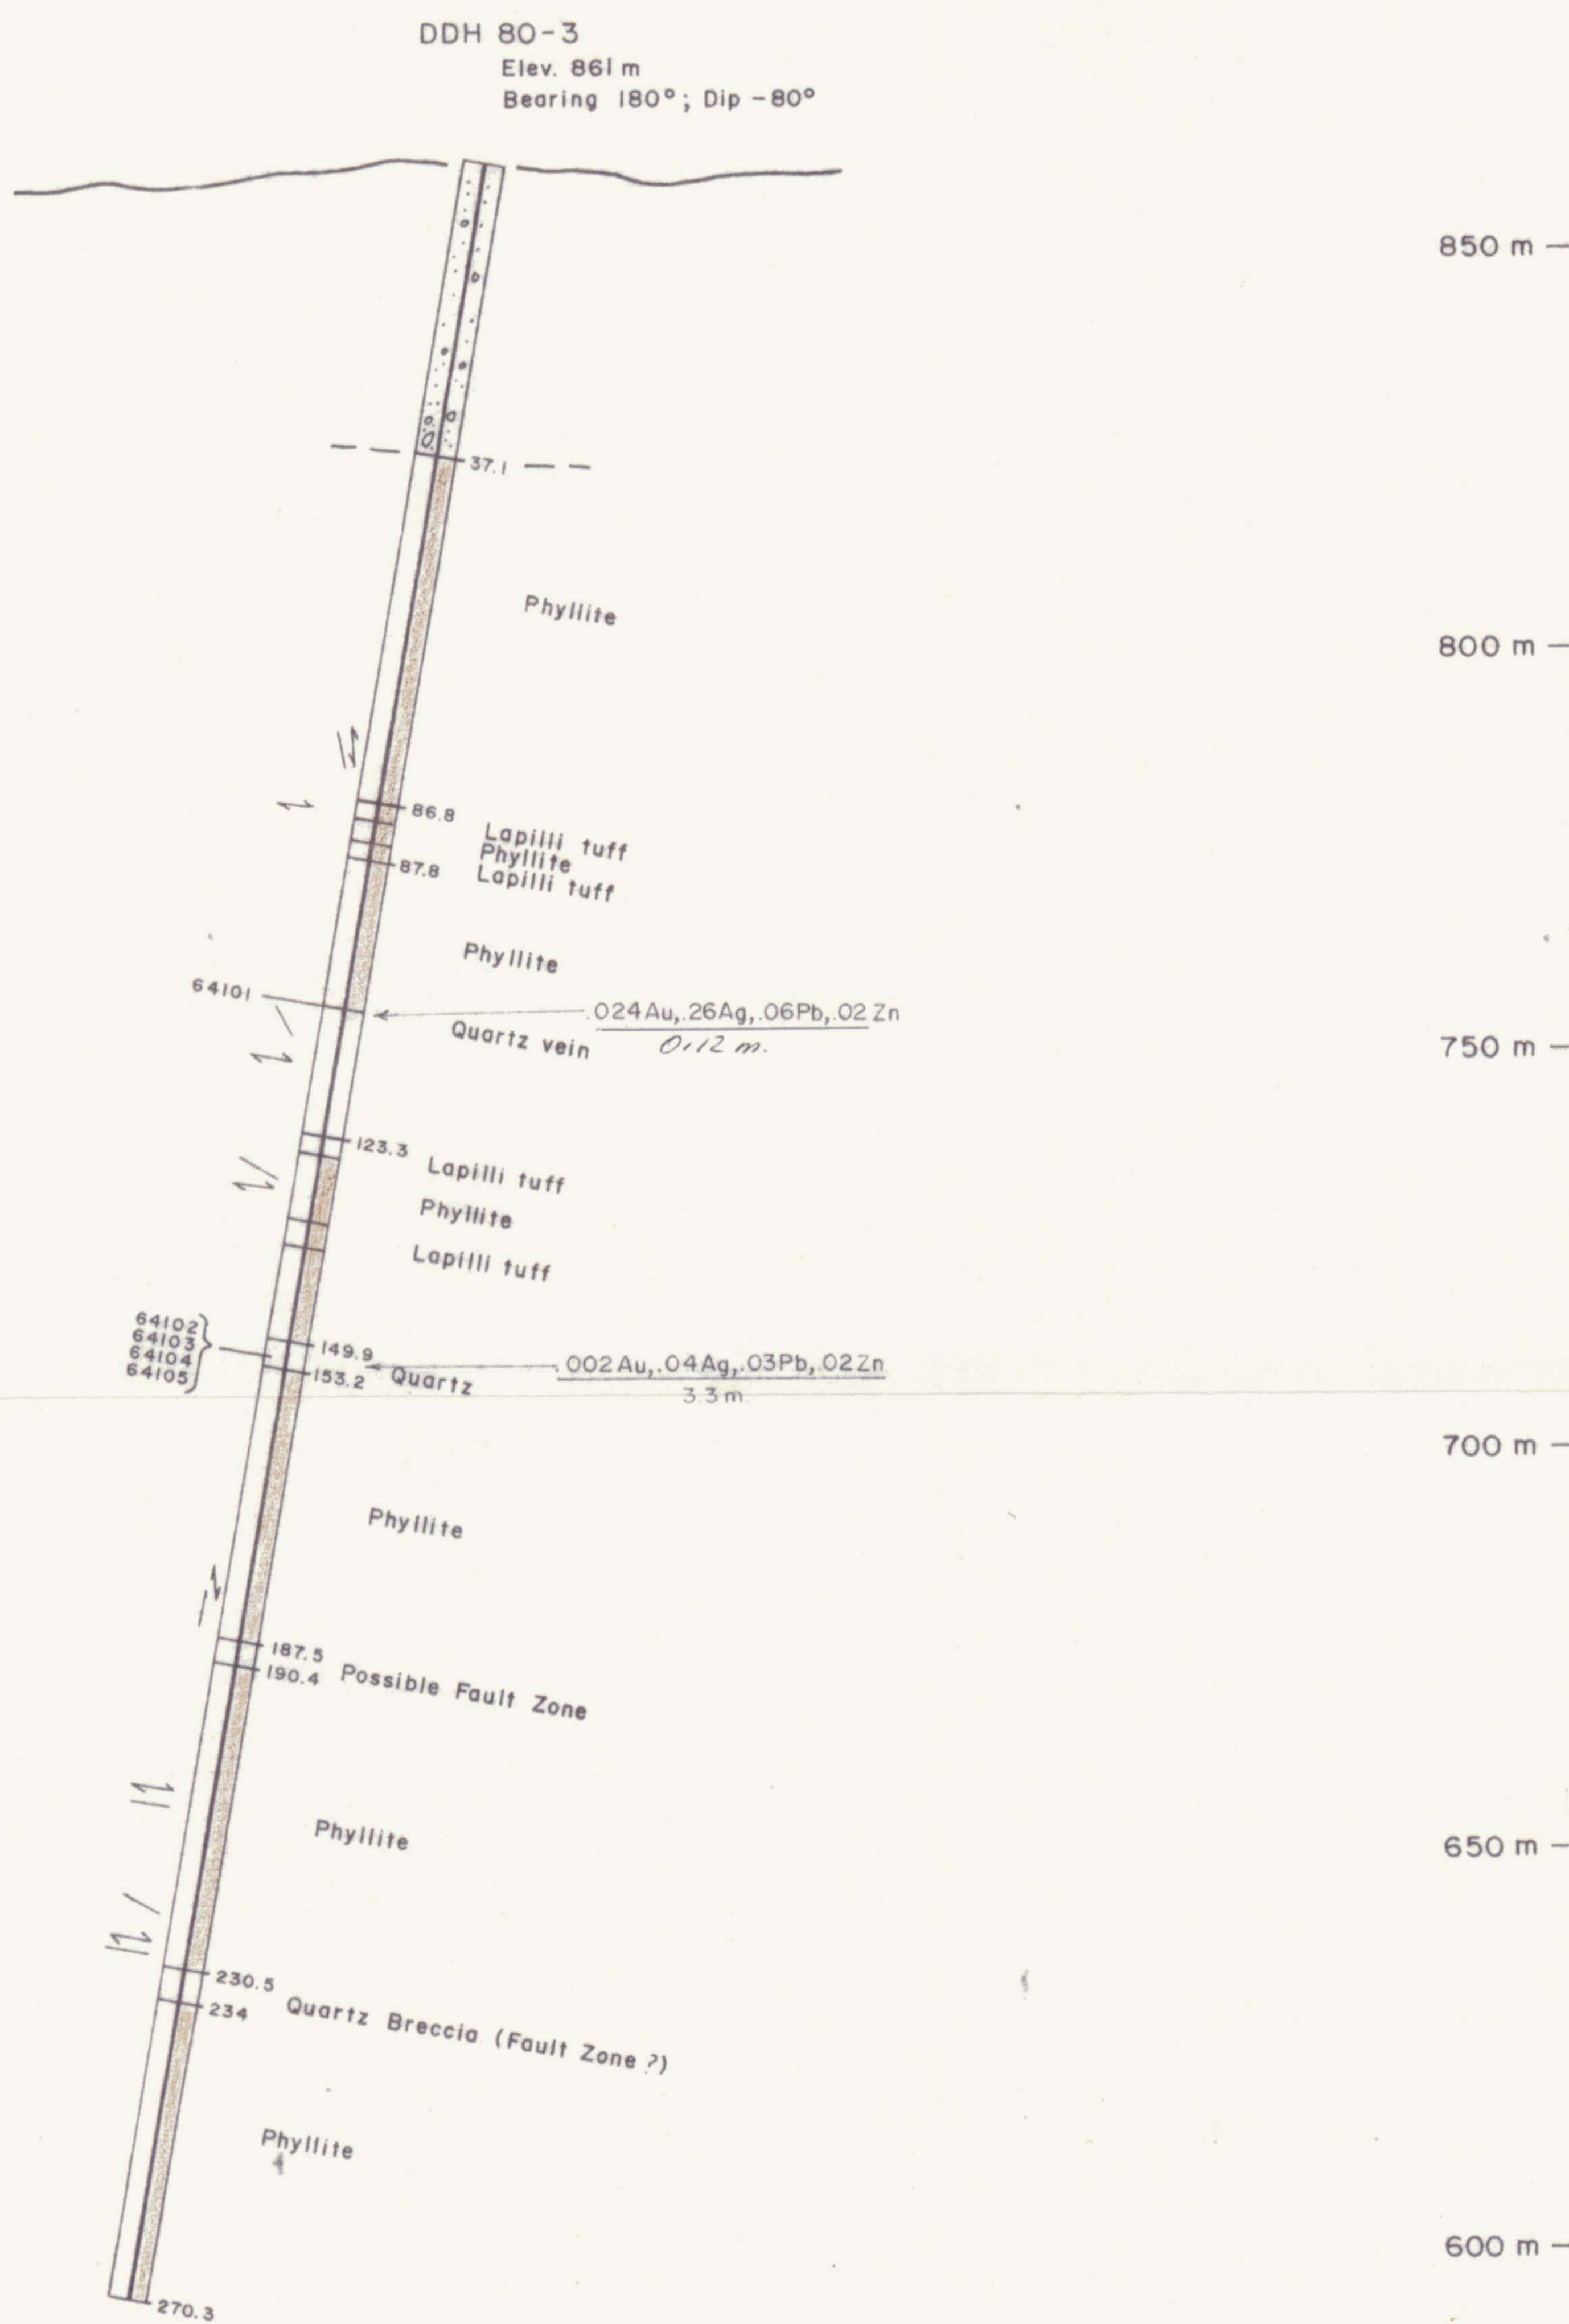 DDH 80-3
Elev. 861 m
Bearing 180°; Dip -80°
850 m
37.1
Phyllite
800 m
86.8
Lapilli tuff
Phyllite
87.8
Lapilli tuff
Phyllite
64101
.024 Au, .26 Ag, .06 Pb, .02 Zn
Quartz vein
0.12 m.
750 m
123.3
Lapilli tuff
Phyllite
Lapilli tuff
64102
64103
64104
64105
149.9
153.2
Quartz
.002 Au, .04 Ag, .03 Pb, .02 Zn
3.3 m
700 m
Phyllite
187.5
190.4
Possible Fault Zone
650 m
Phyllite
230.5
234
Quartz Breccia (Fault Zone ?)
Phyllite
600 m
270.3